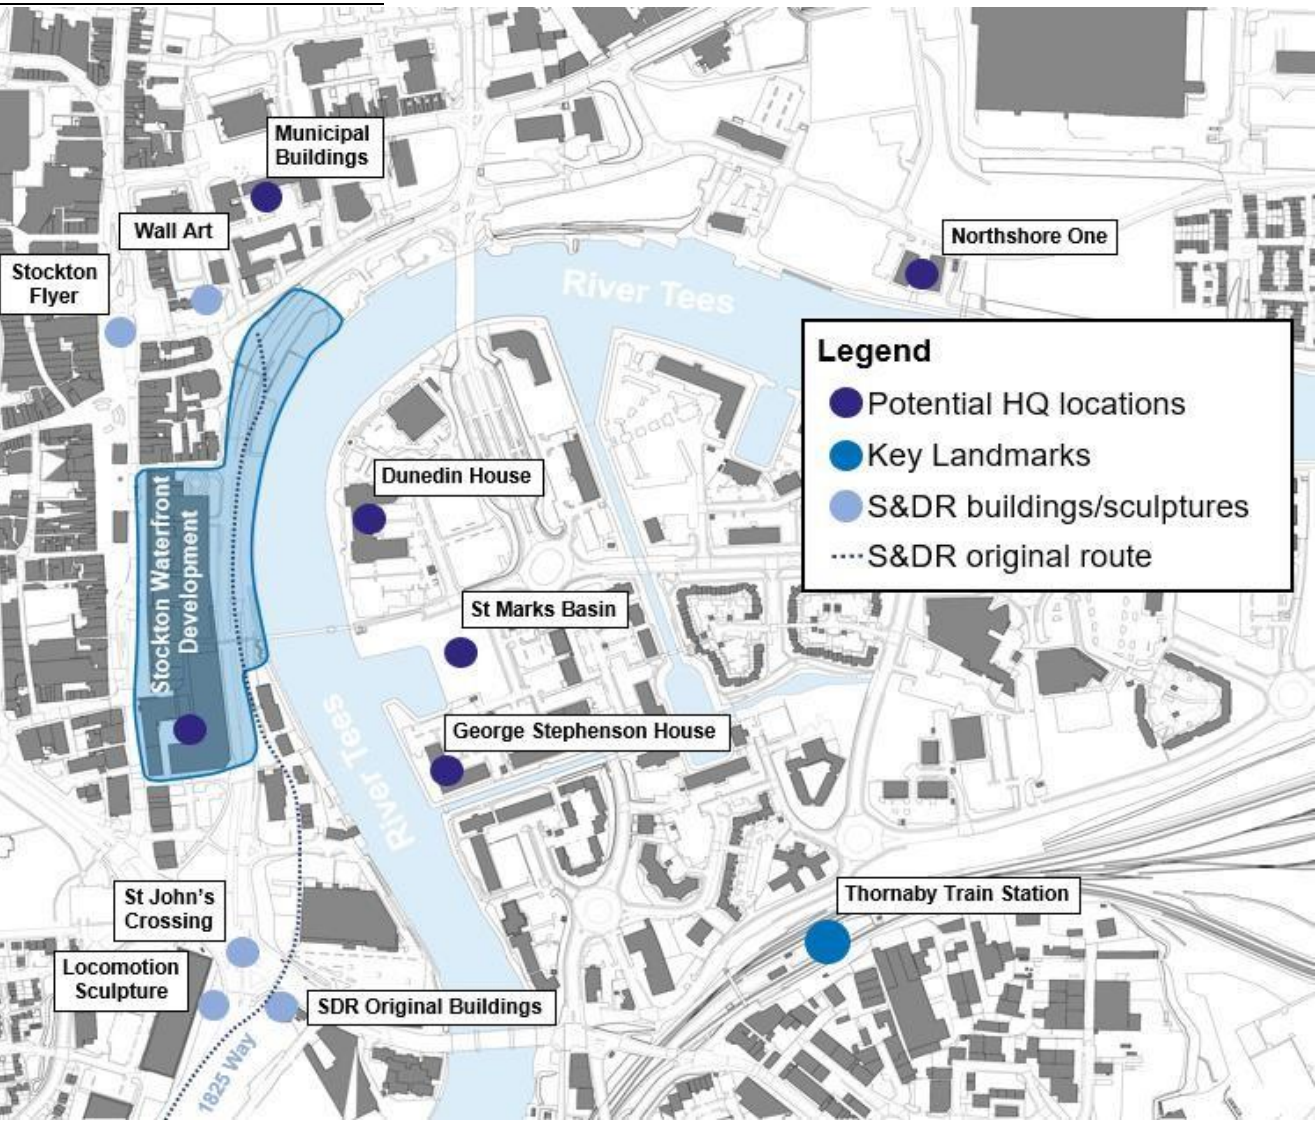 Municipal
Buildings
Wall Art
Northshore One
Stockton
Flyer
River Tees
Legend
Potential HQ locations
Key Landmarks
S&DR buildings/sculptures
S&DR original route
Dunedin House
Stockton Waterfront
Development
St Marks Basin
George Stephenson House
River Tees
Thornaby Train Station
St John's
Crossing
Locomotion
Sculpture
SDR Original Buildings
1825 Way